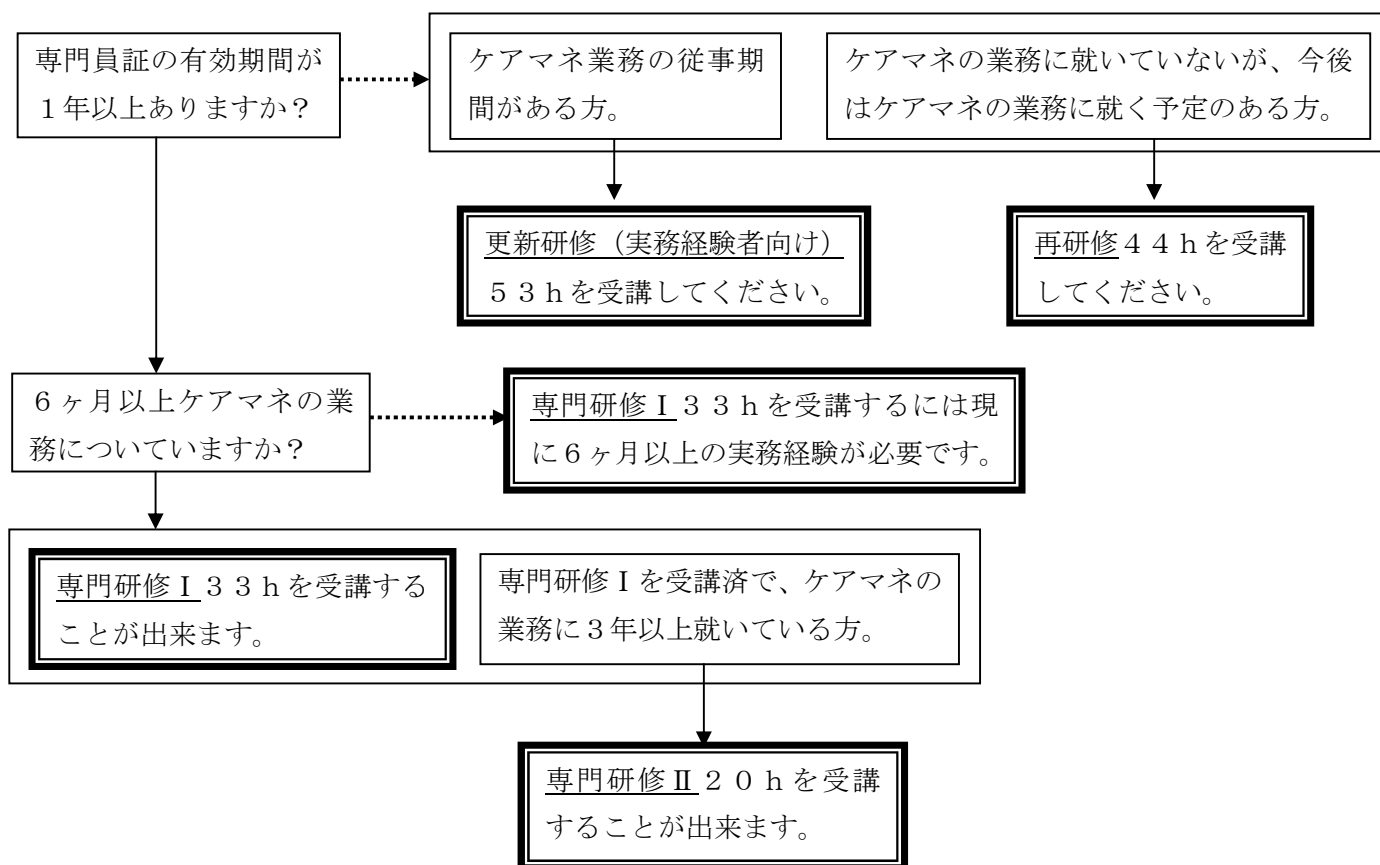 専門員証の有効期間が
１年以上ありますか？
ケアマネ業務の従事期
間がある方。
ケアマネの業務に就いていないが、今後
はケアマネの業務に就く予定のある方。
更新研修（実務経験者向け）
５３ｈを受講してください。
再研修４４ｈを受講
してください。
６ヶ月以上ケアマネの業
務についていますか？
専門研修Ⅰ３３ｈを受講するには現
に６ヶ月以上の実務経験が必要です。
専門研修Ⅰ３３ｈを受講する
ことが出来ます。
専門研修Ⅰを受講済で、ケアマネの
業務に３年以上就いている方。
専門研修Ⅱ２０ｈを受講
することが出来ます。